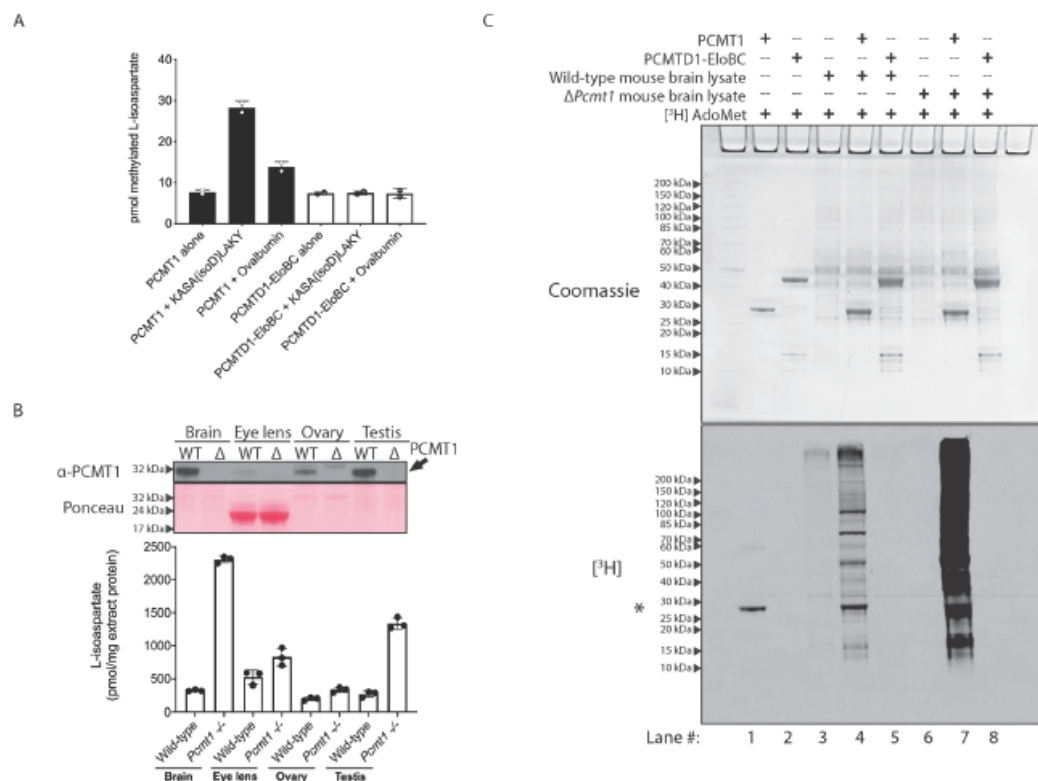 A
pmol methylated L-isoaspartate
40
30
20
10
0
PCMT1 alone
PCMT1 + KASA(isoD)LAKY
PCMT1 + Ovalbumin
PCMTD1-EloBC alone
PCMTD1-EloBC + KASA(isoD)LAKY
PCMTD1-EloBC + Ovalbumin
B
Brain Eye lens Ovary Testis
WT Δ WT Δ WT Δ WT Δ
PCMT1
α-PCMT1
32 kDa
Ponceau
32 kDa
24 kDa
17 kDa
L-isoaspartate
(pmol/mg extract protein)
2500
2000
1500
1000
500
0
Wild-type
Pcmt1 -/-
Wild-type
Pcmt1 -/-
Wild-type
Pcmt1 -/-
Wild-type
Pcmt1 -/-
Brain Eye lens Ovary Testis
C
PCMT1 + -- -- + -- -- + --
PCMTD1-EloBC -- + -- -- + -- -- +
Wild-type mouse brain lysate -- -- + + + -- -- --
ΔPcmt1 mouse brain lysate -- -- -- -- -- + + +
[³H] AdoMet + + + + + + + +
Coomassie
200 kDa
150 kDa
120 kDa
100 kDa
85 kDa
70 kDa
60 kDa
50 kDa
40 kDa
30 kDa
25 kDa
20 kDa
15 kDa
10 kDa
[³H]
200 kDa
150 kDa
120 kDa
100 kDa
85 kDa
70 kDa
60 kDa
50 kDa
40 kDa
30 kDa
25 kDa
20 kDa
15 kDa
10 kDa
*
Lane #: 1 2 3 4 5 6 7 8